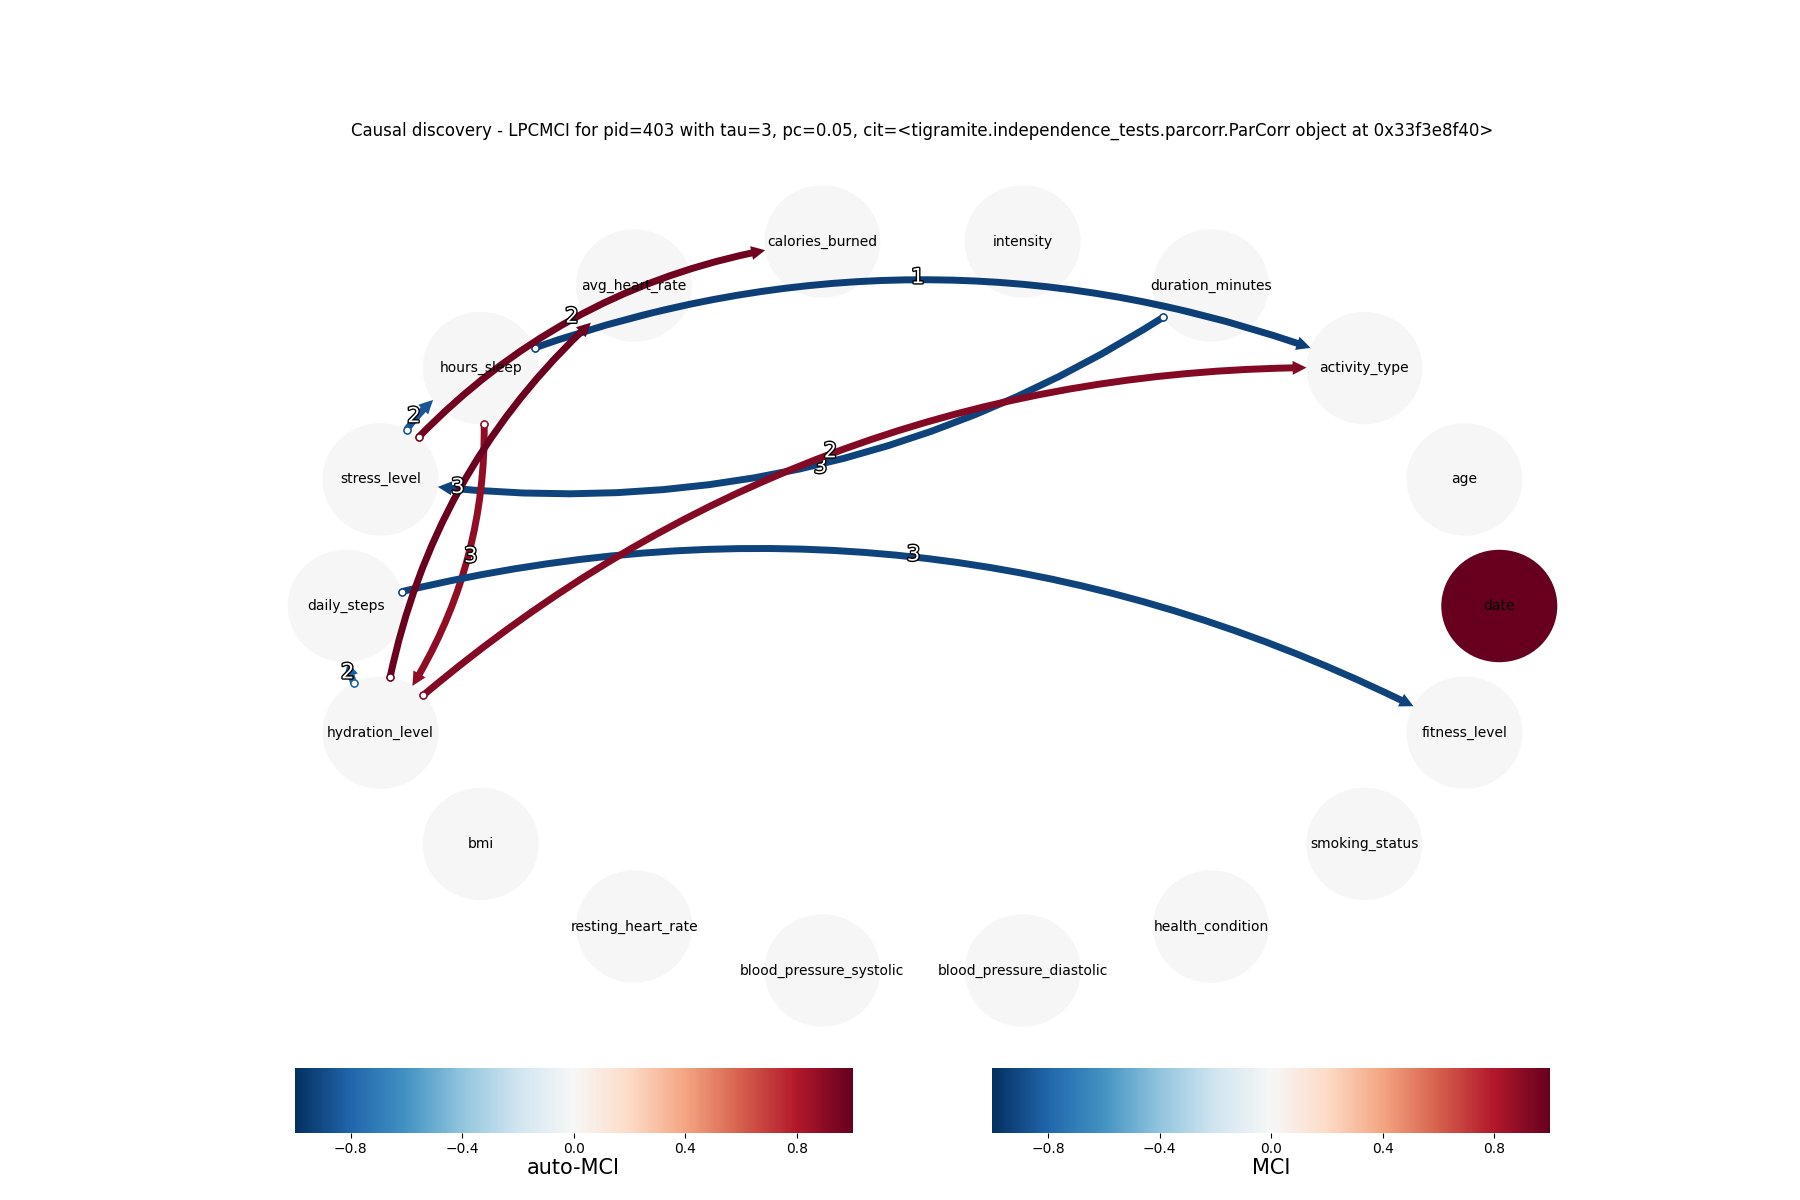 Causal discovery - LPCMCI for pid=403 with tau=3, pc=0.05, cit=<tigramite.independence_tests.parcorr.ParCorr object at 0x33f3e8f40>
calories_burned
intensity
avg_heart_rate
duration_minutes
1
2
hours_sleep
activity_type
2
2
3
stress_level
3
age
3
3
daily_steps
date
2
hydration_level
fitness_level
bmi
smoking_status
resting_heart_rate
health_condition
blood_pressure_systolic
blood_pressure_diastolic
−0.8 −0.4 0.0 0.4 0.8
auto-MCI
−0.8 −0.4 0.0 0.4 0.8
MCI